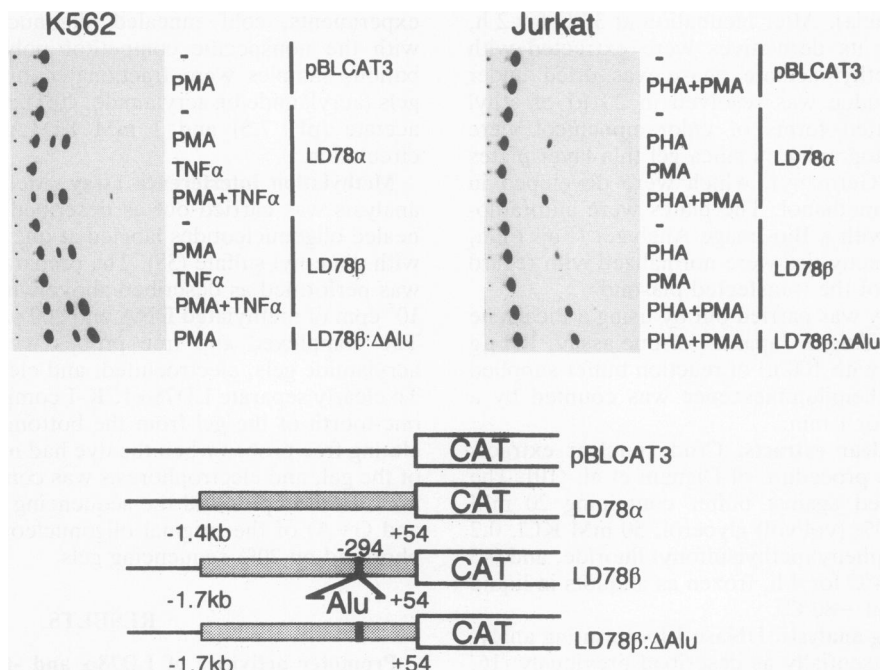 K562
-
PMA
pBLCAT3
PMA
TNFα
PMA+TNFα
LD78α
PMA
TNFα
PMA+TNFα
LD78β
PMA
LD78β:ΔAlu
Jurkat
-
PHA+PMA
pBLCAT3
PHA
PMA
PHA+PMA
LD78α
PHA
PMA
PHA+PMA
LD78β
PHA+PMA
LD78β:ΔAlu
CAT
pBLCAT3
CAT
LD78α
-1.4kb
+54
-294
CAT
LD78β
-1.7kb
Alu
+54
CAT
LD78β:ΔAlu
-1.7kb
+54